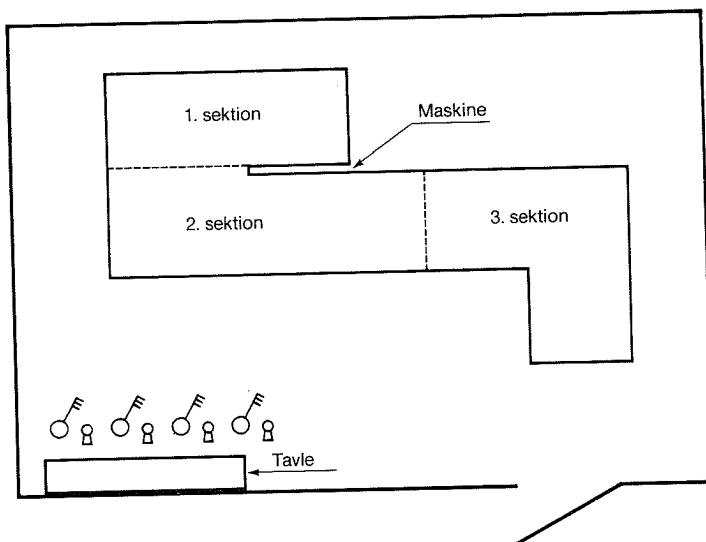 1. sektion
Maskine
2. sektion
3. sektion
Tavle